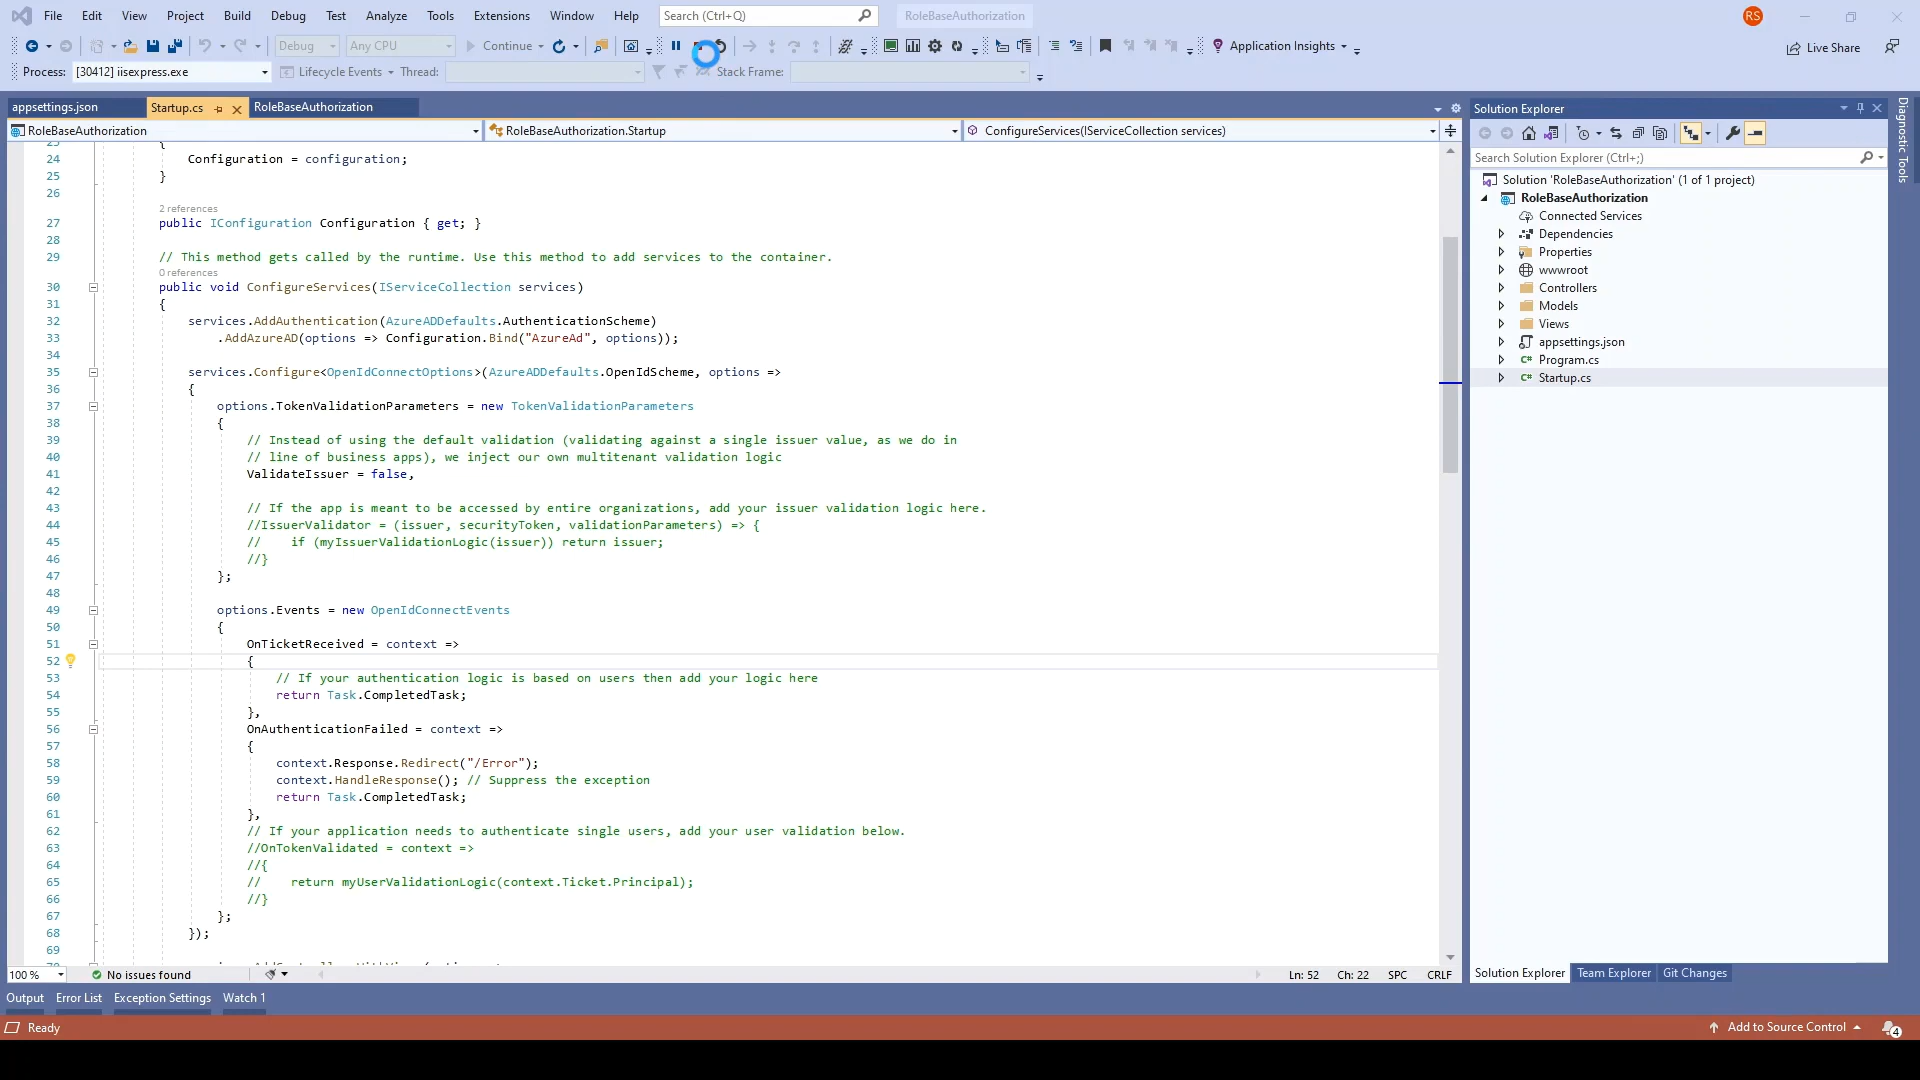 File Edit View Project Build Debug Test Analyze Tools Extensions Window Help Search (Ctrl+Q) RoleBaseAuthorization RS
Debug Any CPU Continue Application Insights Live Share
Process: [30412] iisexpress.exe Lifecycle Events Thread: Stack Frame:
appsettings.json Startup.cs RoleBaseAuthorization
RoleBaseAuthorization RoleBaseAuthorization.Startup ConfigureServices(IServiceCollection services)
23 {
24 Configuration = configuration;
25 }
26
2 references
27 public IConfiguration Configuration { get; }
28
29 // This method gets called by the runtime. Use this method to add services to the container.
0 references
30 public void ConfigureServices(IServiceCollection services)
31 {
32 services.AddAuthentication(AzureADDefaults.AuthenticationScheme)
33 .AddAzureAD(options => Configuration.Bind("AzureAd", options));
34
35 services.Configure<OpenIdConnectOptions>(AzureADDefaults.OpenIdScheme, options =>
36 {
37 options.TokenValidationParameters = new TokenValidationParameters
38 {
39 // Instead of using the default validation (validating against a single issuer value, as we do in
40 // line of business apps), we inject our own multitenant validation logic
41 ValidateIssuer = false,
42
43 // If the app is meant to be accessed by entire organizations, add your issuer validation logic here.
44 //IssuerValidator = (issuer, securityToken, validationParameters) => {
45 // if (myIssuerValidationLogic(issuer)) return issuer;
46 //}
47 };
48
49 options.Events = new OpenIdConnectEvents
50 {
51 OnTicketReceived = context =>
52 {
53 // If your authentication logic is based on users then add your logic here
54 return Task.CompletedTask;
55 },
56 OnAuthenticationFailed = context =>
57 {
58 context.Response.Redirect("/Error");
59 context.HandleResponse(); // Suppress the exception
60 return Task.CompletedTask;
61 },
62 // If your application needs to authenticate single users, add your user validation below.
63 //OnTokenValidated = context =>
64 //{
65 // return myUserValidationLogic(context.Ticket.Principal);
66 //}
67 };
68 });
69
100 % No issues found Ln: 52 Ch: 22 SPC CRLF
Solution Explorer
Search Solution Explorer (Ctrl+;)
Solution 'RoleBaseAuthorization' (1 of 1 project)
RoleBaseAuthorization
Connected Services
Dependencies
Properties
wwwroot
Controllers
Models
Views
appsettings.json
Program.cs
Startup.cs
Solution Explorer Team Explorer Git Changes
Diagnostic Tools
Output Error List Exception Settings Watch 1
Ready Add to Source Control 4